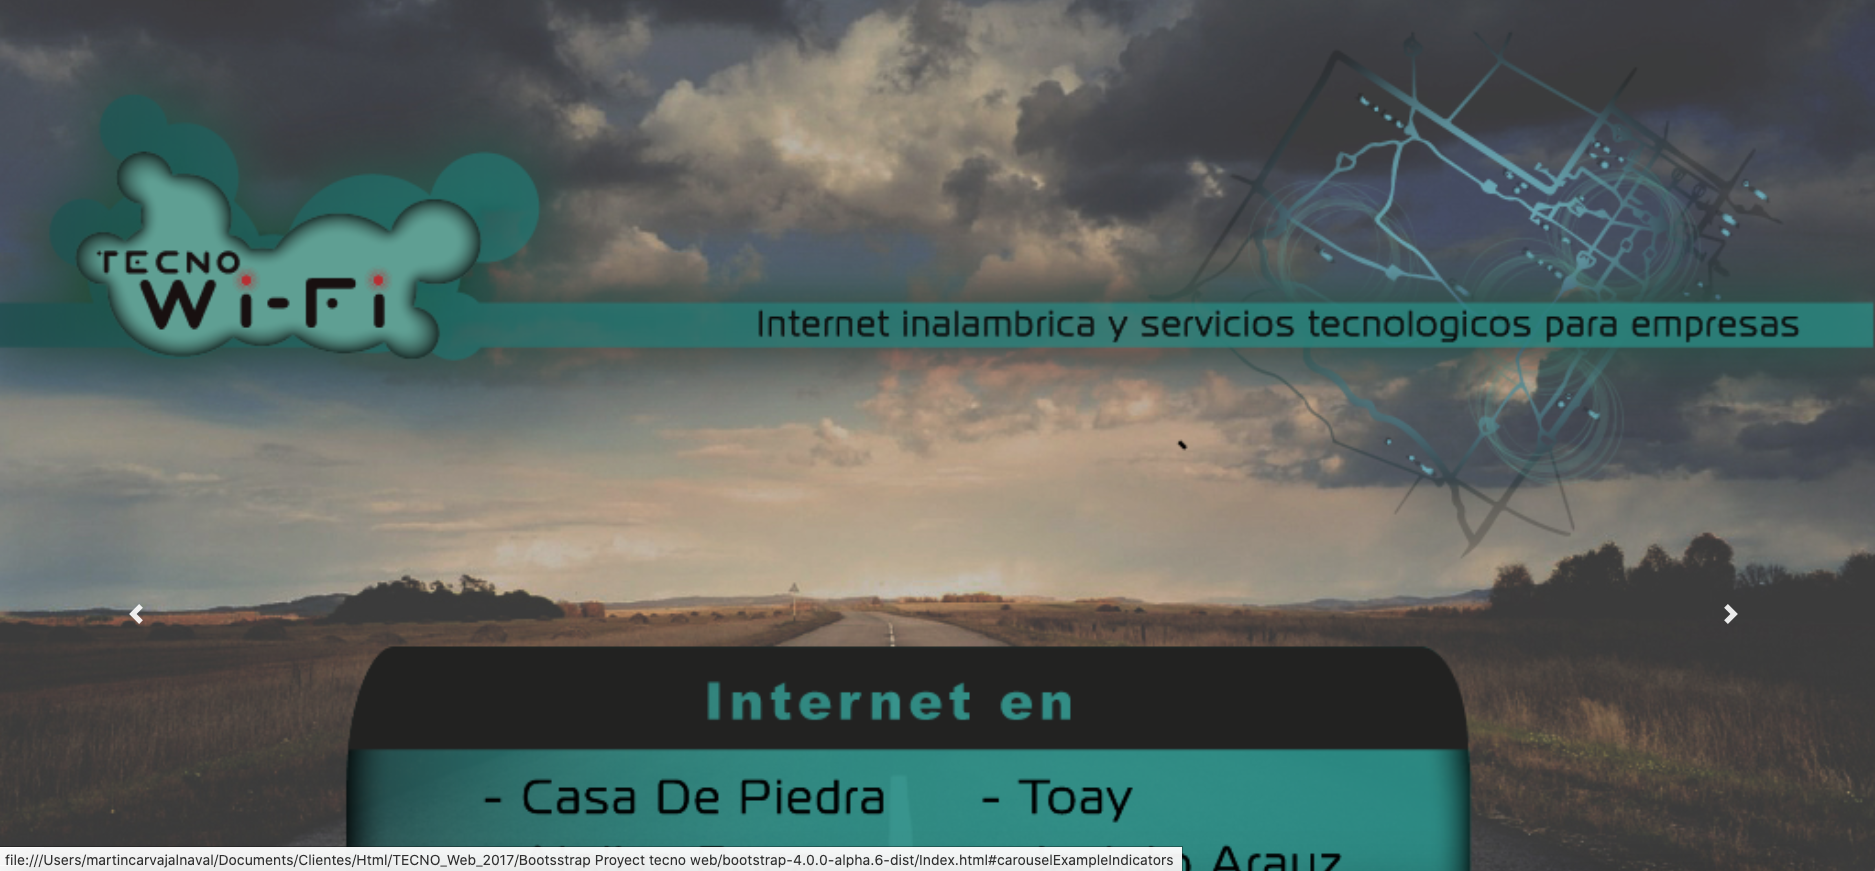 TECNO
Wi-Fi
Internet inalambrica y servicios tecnologicos para empresas
Internet en
- Casa De Piedra - Toay
Arauz
file:///Users/martincarvajalnaval/Documents/Clientes/Html/TECNO_Web_2017/Bootsstrap Proyect tecno web/bootstrap-4.0.0-alpha.6-dist/Index.html#carouselExampleIndicators